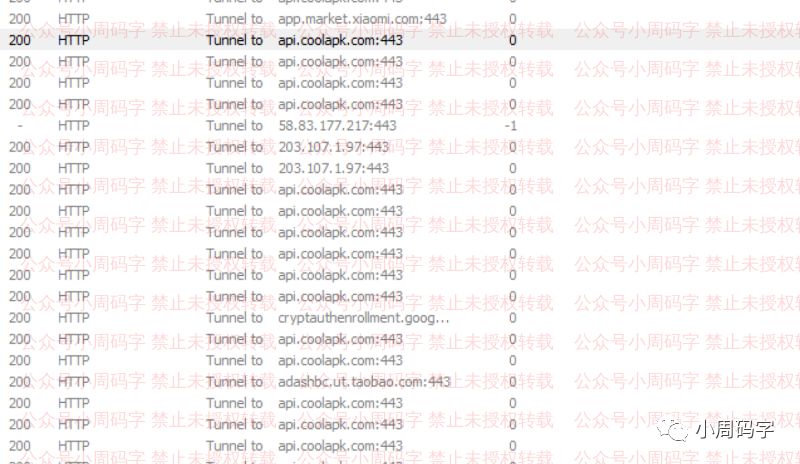 200 HTTP Tunnel to app.market.xiaomi.com:443 0
200 HTTP Tunnel to api.coolapk.com:443 0
200 HTTP Tunnel to api.coolapk.com:443 0
200 HTTP Tunnel to api.coolapk.com:443 0
200 HTTP Tunnel to api.coolapk.com:443 0
- HTTP Tunnel to 58.83.177.217:443 -1
200 HTTP Tunnel to 203.107.1.97:443 0
200 HTTP Tunnel to 203.107.1.97:443 0
200 HTTP Tunnel to api.coolapk.com:443 0
200 HTTP Tunnel to api.coolapk.com:443 0
200 HTTP Tunnel to api.coolapk.com:443 0
200 HTTP Tunnel to api.coolapk.com:443 0
200 HTTP Tunnel to api.coolapk.com:443 0
200 HTTP Tunnel to api.coolapk.com:443 0
200 HTTP Tunnel to cryptauthenrollment.goog... 0
200 HTTP Tunnel to api.coolapk.com:443 0
200 HTTP Tunnel to api.coolapk.com:443 0
200 HTTP Tunnel to adashbc.ut.taobao.com:443 0
200 HTTP Tunnel to api.coolapk.com:443 0
200 HTTP Tunnel to api.coolapk.com:443 0
200 HTTP Tunnel to api.coolapk.com:443 0
200 HTTP Tunnel to api.coolapk.com:443 0
公众号小周码字 禁止未授权转载
小周码字